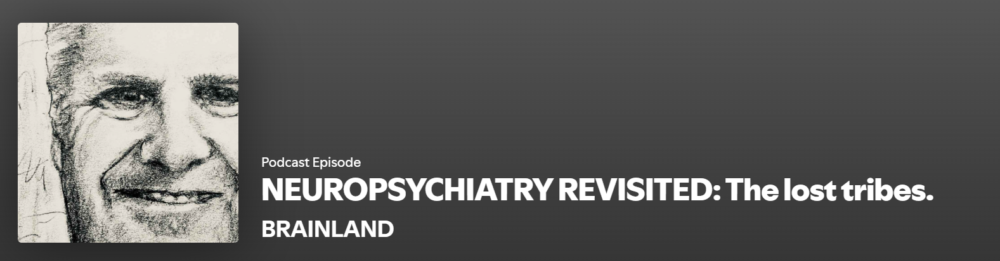 Podcast Episode
NEUROPSYCHIATRY REVISITED: The lost tribes.
BRAINLAND